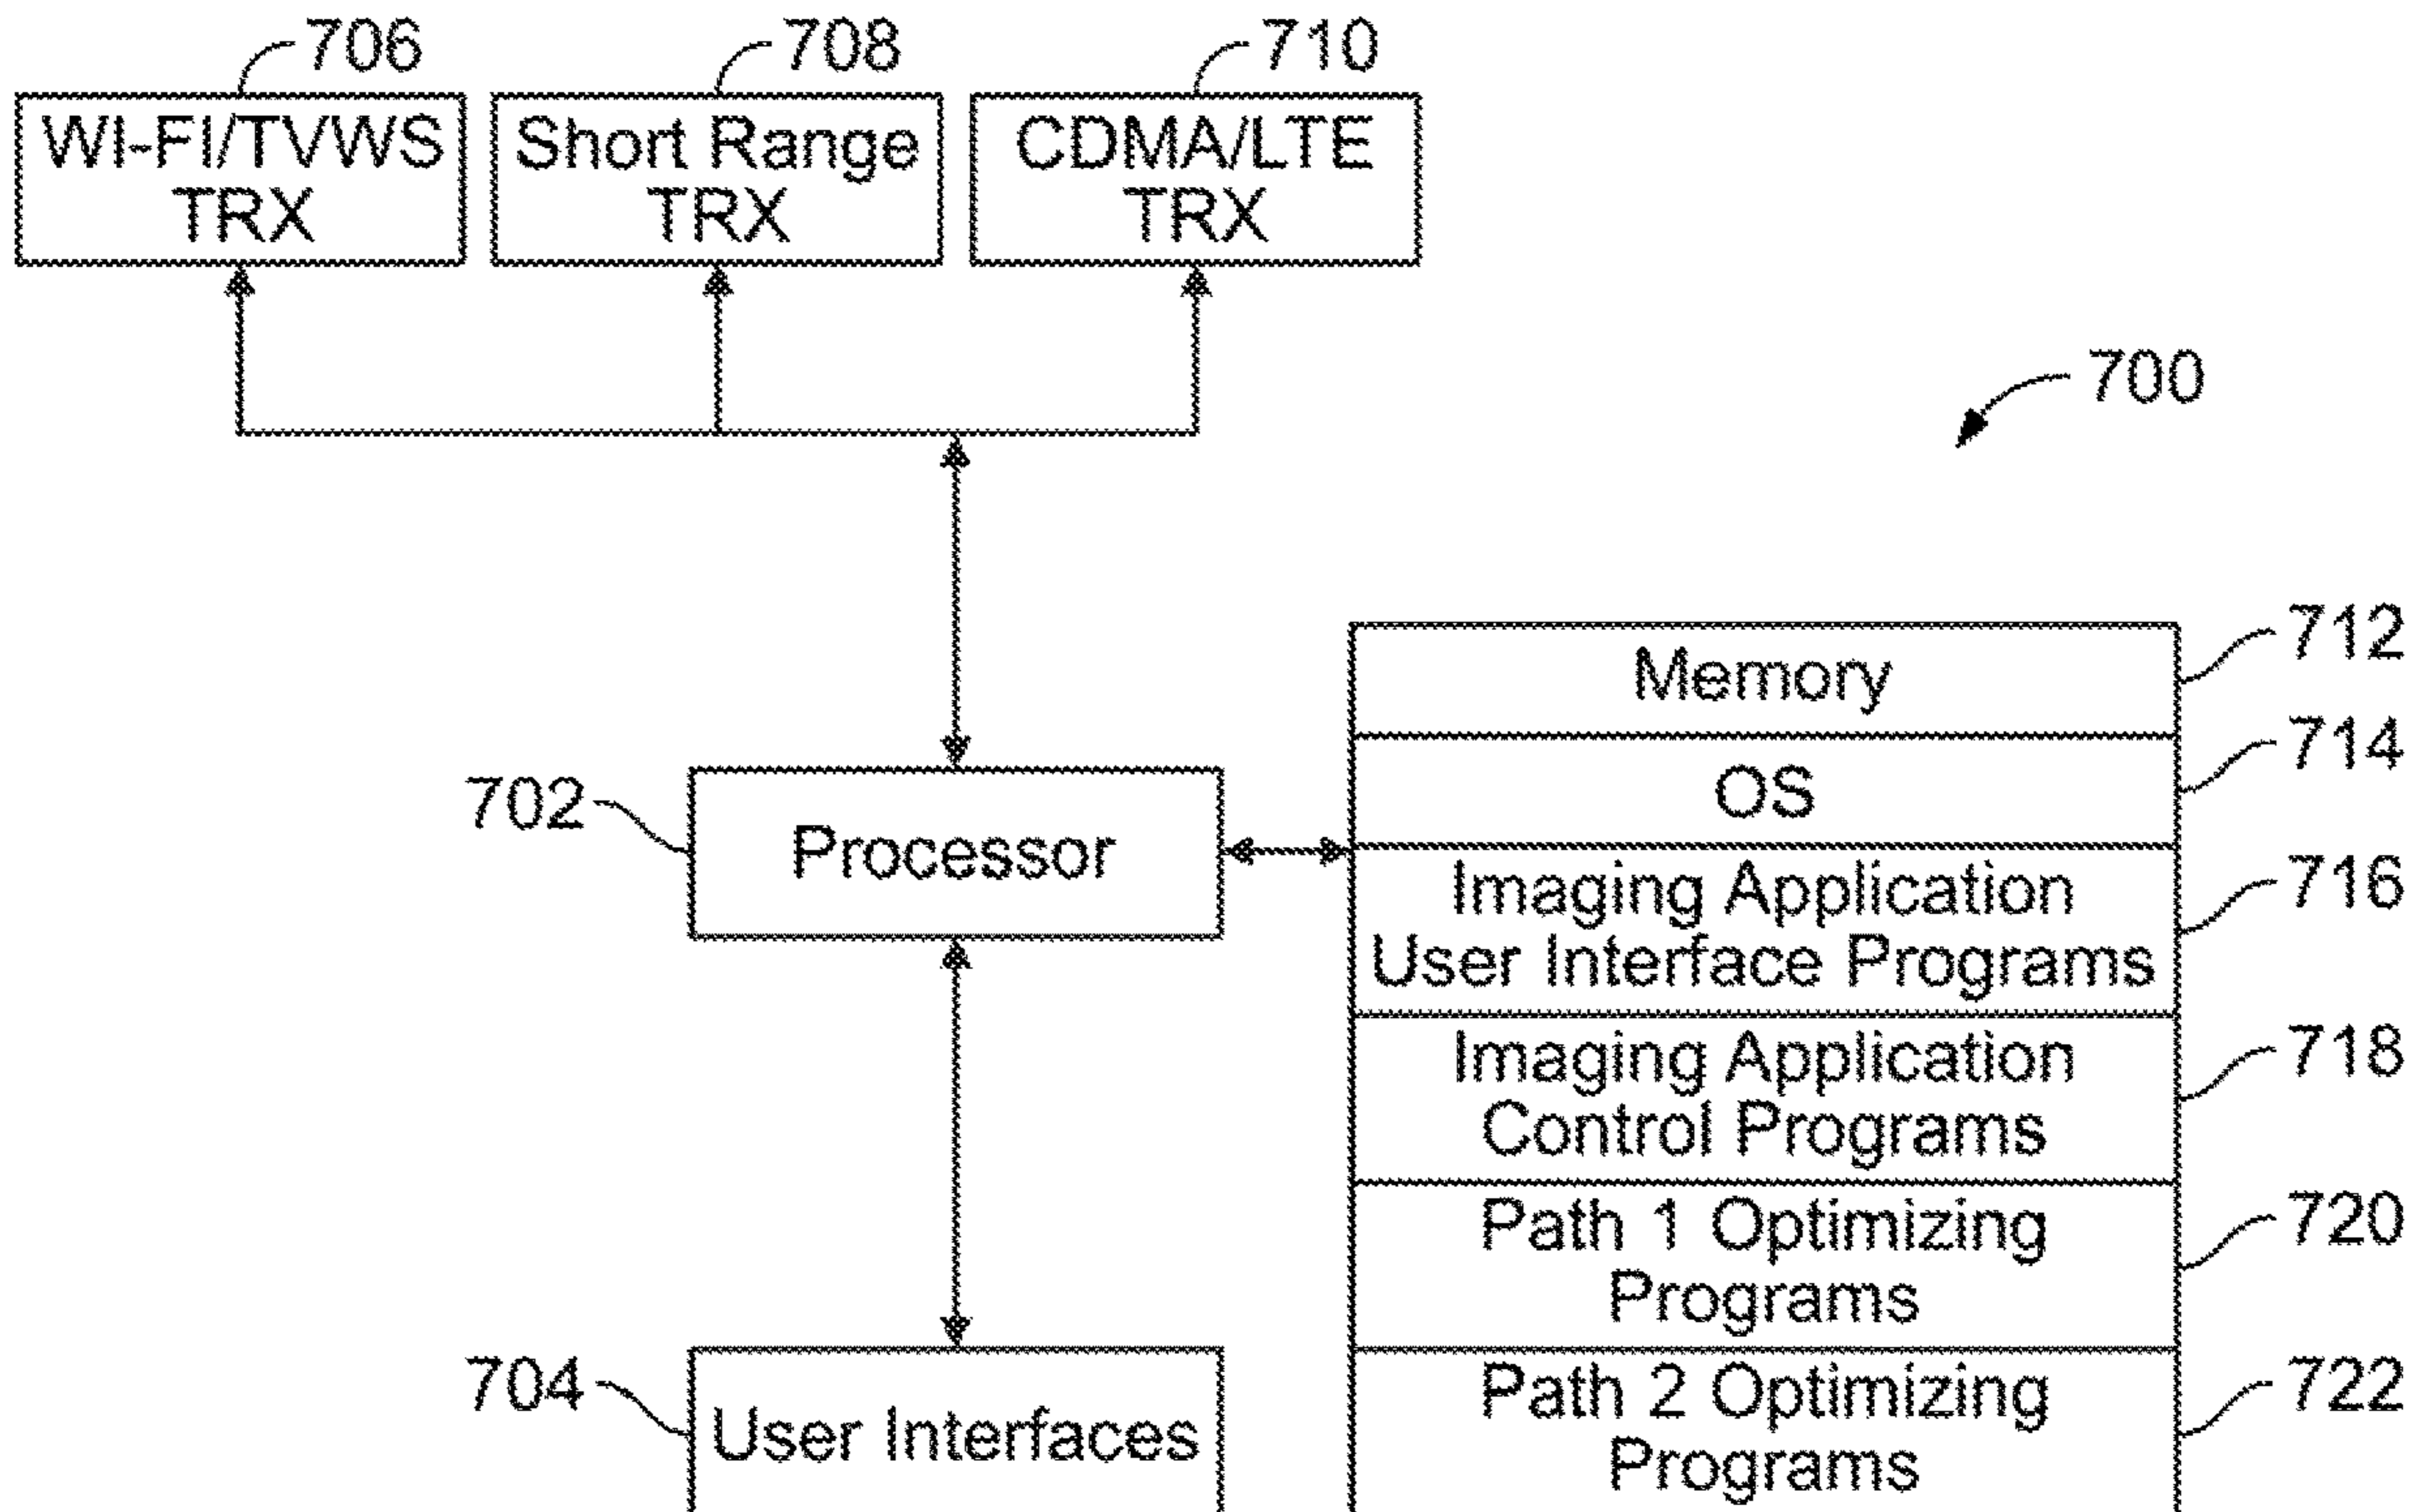 706
708
710
WI-FI/TVWS
TRX
Short Range
TRX
CDMA/LTE
TRX
700
712
Memory
714
OS
702
Processor
716
Imaging Application
User Interface Programs
718
Imaging Application
Control Programs
720
Path 1 Optimizing
Programs
704
User Interfaces
722
Path 2 Optimizing
Programs